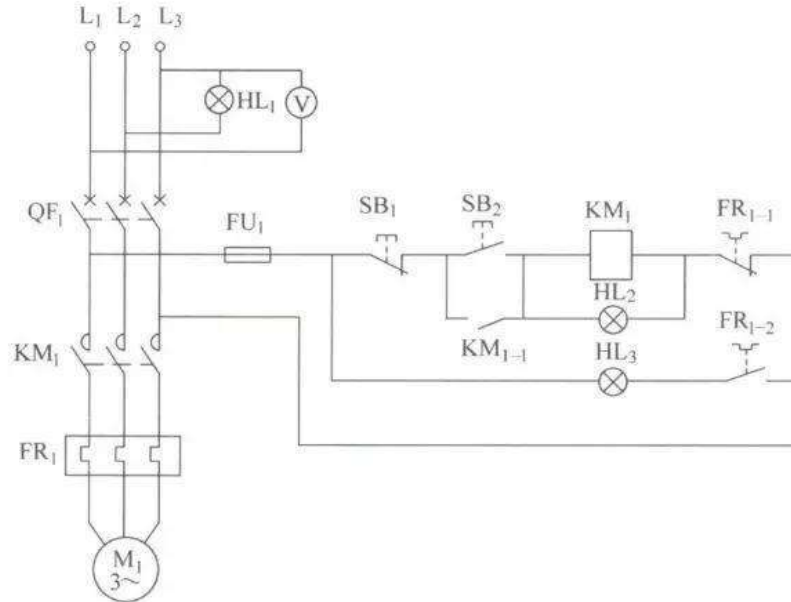 L₁ L₂ L₃
HL₁ V
QF₁ FU₁ SB₁ SB₂ KM₁ FR₁₋₁
HL₂
KM₁ KM₁₋₁ HL₃ FR₁₋₂
FR₁
M₁
3~